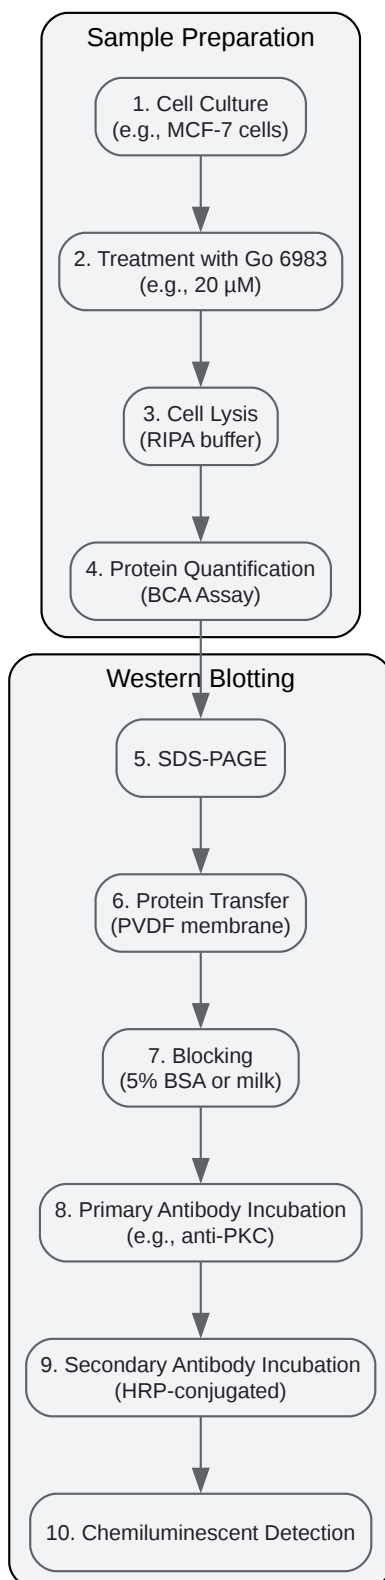 Sample Preparation
1. Cell Culture
(e.g., MCF-7 cells)
2. Treatment with Go 6983
(e.g., 20 µM)
3. Cell Lysis
(RIPA buffer)
4. Protein Quantification
(BCA Assay)
Western Blotting
5. SDS-PAGE
6. Protein Transfer
(PVDF membrane)
7. Blocking
(5% BSA or milk)
8. Primary Antibody Incubation
(e.g., anti-PKC)
9. Secondary Antibody Incubation
(HRP-conjugated)
10. Chemiluminescent Detection